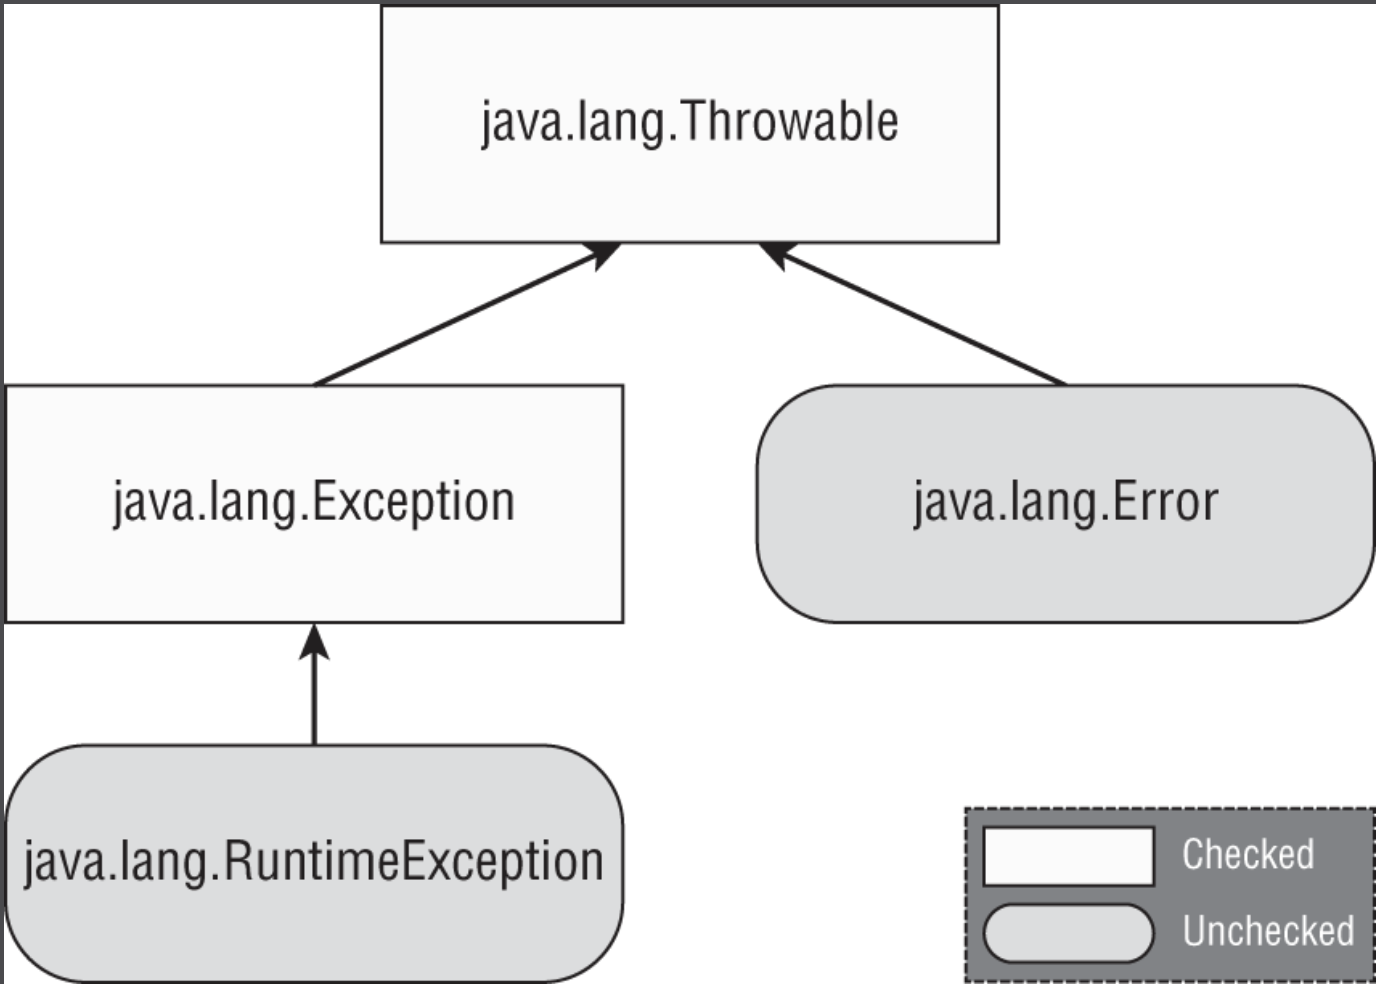 java.lang.Throwable
java.lang.Exception
java.lang.Error
java.lang.RuntimeException
Checked
Unchecked